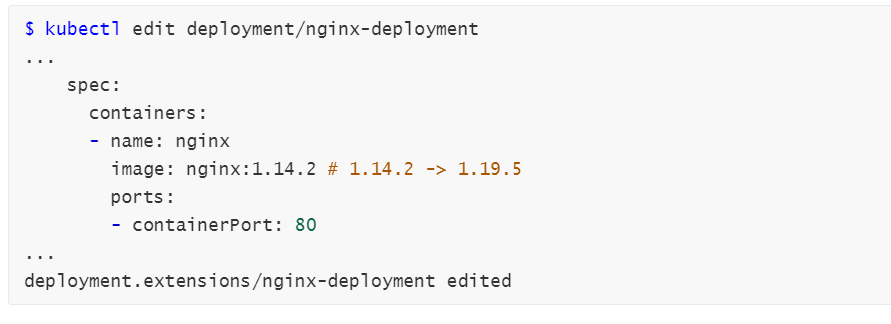 $ kubectl edit deployment/nginx-deployment
...
    spec:
      containers:
      - name: nginx
        image: nginx:1.14.2 # 1.14.2 -> 1.19.5
        ports:
        - containerPort: 80
...
deployment.extensions/nginx-deployment edited